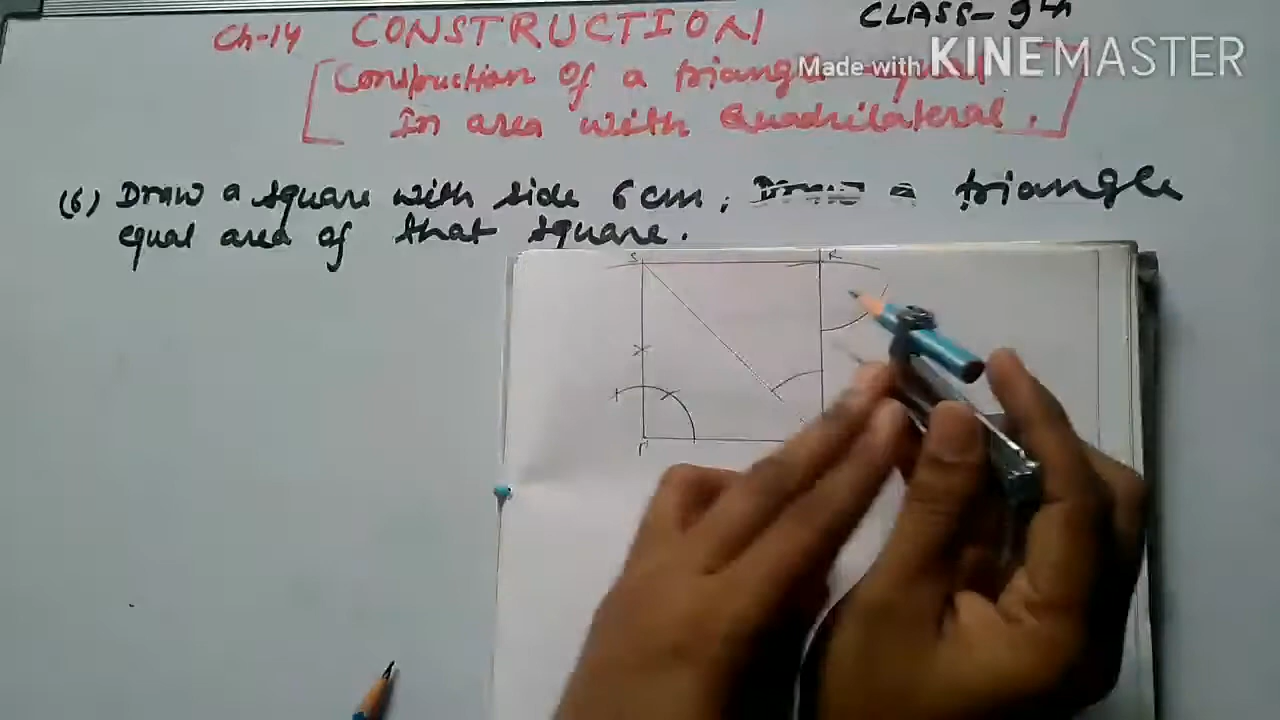 Ch-14 CONSTRUCTION CLASS-9th
Made with KINEMASTER
[Construction Of a triangle equal
In area with Quadrilateral.]
(6) Draw a square with side 6cm, Draw a triangle
equal area of that square.
S R
P